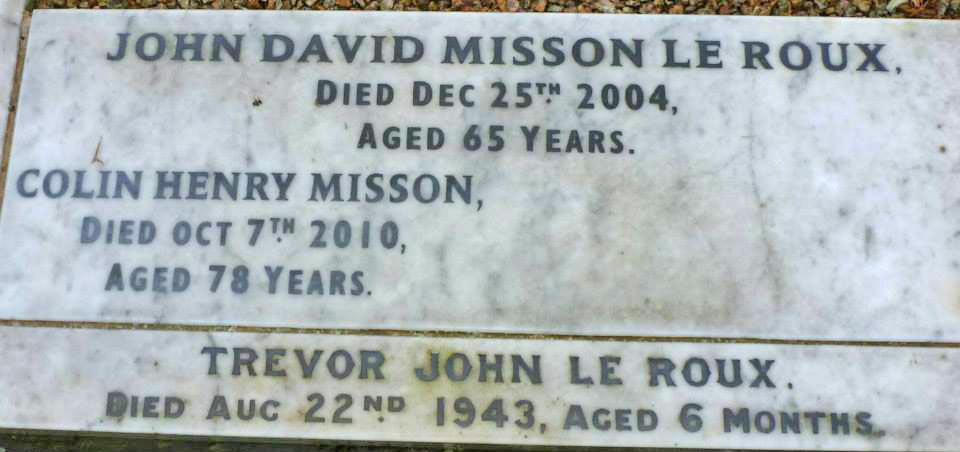 JOHN DAVID MISSON LE ROUX,
DIED DEC 25TH 2004,
AGED 65 YEARS.
COLIN HENRY MISSON,
DIED OCT 7TH 2010,
AGED 78 YEARS.
TREVOR JOHN LE ROUX.
DIED AUG 22ND 1943, AGED 6 MONTHS.